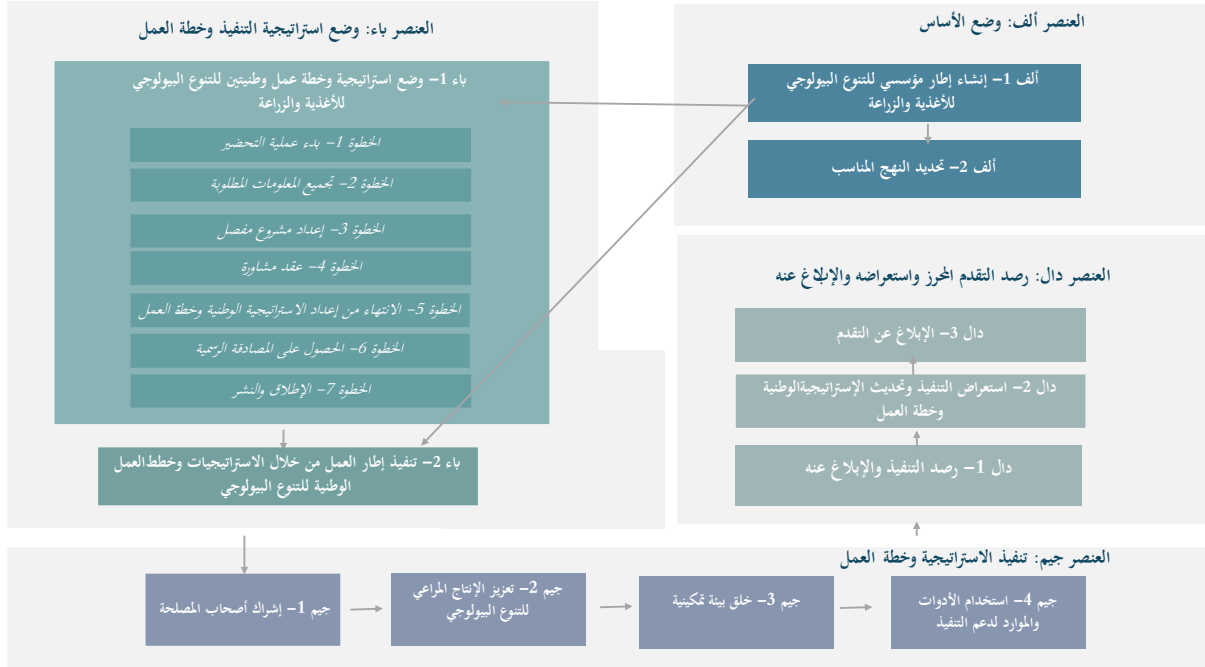 العنصر ألف: وضع الأساس
ألف 1– إنشاء إطار مؤسسي للتنوع البيولوجي
للأغذية والزراعة
ألف 2– تحديد النهج المناسب
العنصر باء: وضع استراتيجية التنفيذ وخطة العمل
باء 1– وضع استراتيجية وخطة عمل وطنيتين للتنوع البيولوجي
للأغذية والزراعة
الخطوة 1– بدء عملية التحضير
الخطوة 2– تجميع المعلومات المطلوبة
الخطوة 3– إعداد مشروع مفصل
الخطوة 4– عقد مشاورة
الخطوة 5– الانتهاء من إعداد الاستراتيجية الوطنية وخطة العمل
الخطوة 6– الحصول على المصادقة الرسمية
الخطوة 7– الإطلاق والنشر
باء 2– تنفيذ إطار العمل من خلال الاستراتيجيات وخطط العمل
الوطنية للتنوع البيولوجي
العنصر دال: رصد التقدم المحرز واستعراضه والإبلاغ عنه
دال 3– الإبلاغ عن التقدم
دال 2– استعراض التنفيذ وتحديث الإستراتيجيةالوطنية
وخطة العمل
دال 1– رصد التنفيذ والإبلاغ عنه
العنصر جيم: تنفيذ الاستراتيجية وخطة العمل
جيم 1– إشراك أصحاب المصلحة
جيم 2– تعزيز الإنتاج المراعي
للتنوع البيولوجي
جيم 3– خلق بيئة تمكينية
جيم 4– استخدام الأدوات
والموارد لدعم التنفيذ